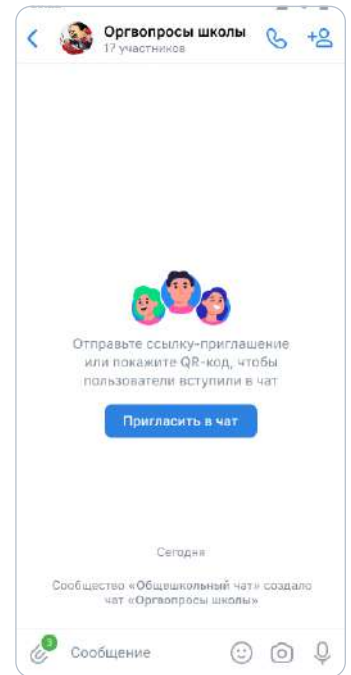 Оргвопросы школы
17 участников
Отправьте ссылку-приглашение
или покажите QR-код, чтобы
пользователи вступили в чат
Пригласить в чат
Сегодня
Сообщество «Общешкольный чат» создало
чат «Оргвопросы школы»
3
Сообщение